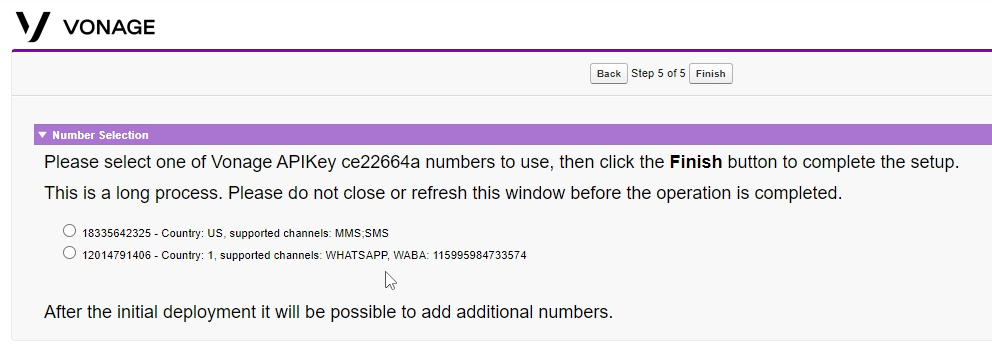 VONAGE
Back Step 5 of 5 Finish
Number Selection
Please select one of Vonage APIKey ce22664a numbers to use, then click the Finish button to complete the setup.
This is a long process. Please do not close or refresh this window before the operation is completed.
18335642325 - Country: US, supported channels: MMS;SMS
12014791406 - Country: 1, supported channels: WHATSAPP, WABA: 115995984733574
After the initial deployment it will be possible to add additional numbers.